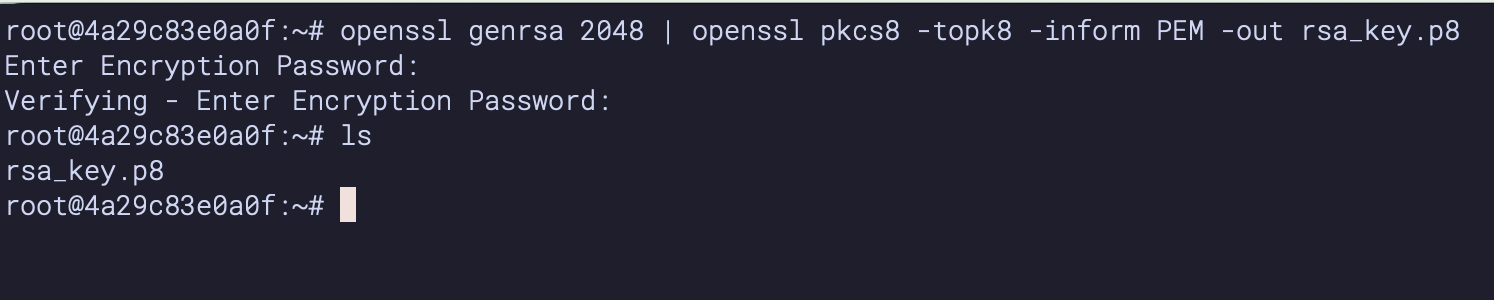 root@4a29c83e0a0f:~# openssl genrsa 2048 | openssl pkcs8 -topk8 -inform PEM -out rsa_key.p8
Enter Encryption Password:
Verifying - Enter Encryption Password:
root@4a29c83e0a0f:~# ls
rsa_key.p8
root@4a29c83e0a0f:~#